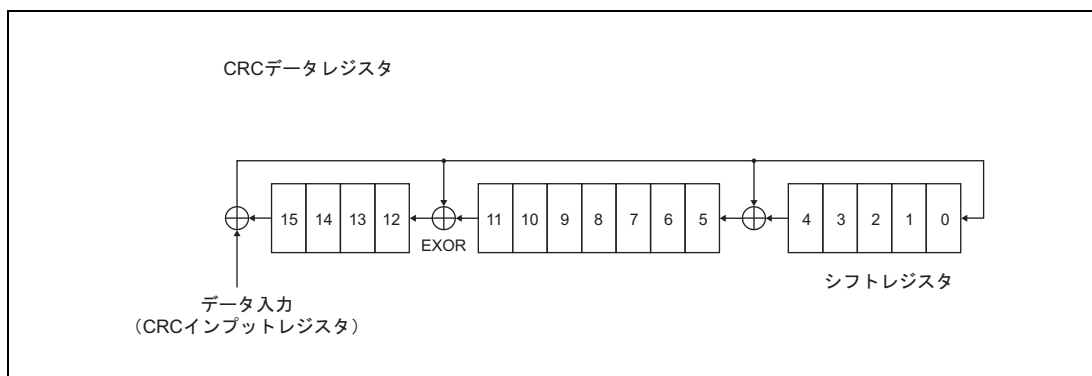 CRCデータレジスタ
15 14 13 12 11 10 9 8 7 6 5 4 3 2 1 0
EXOR
シフトレジスタ
データ入力
（CRCインプットレジスタ）